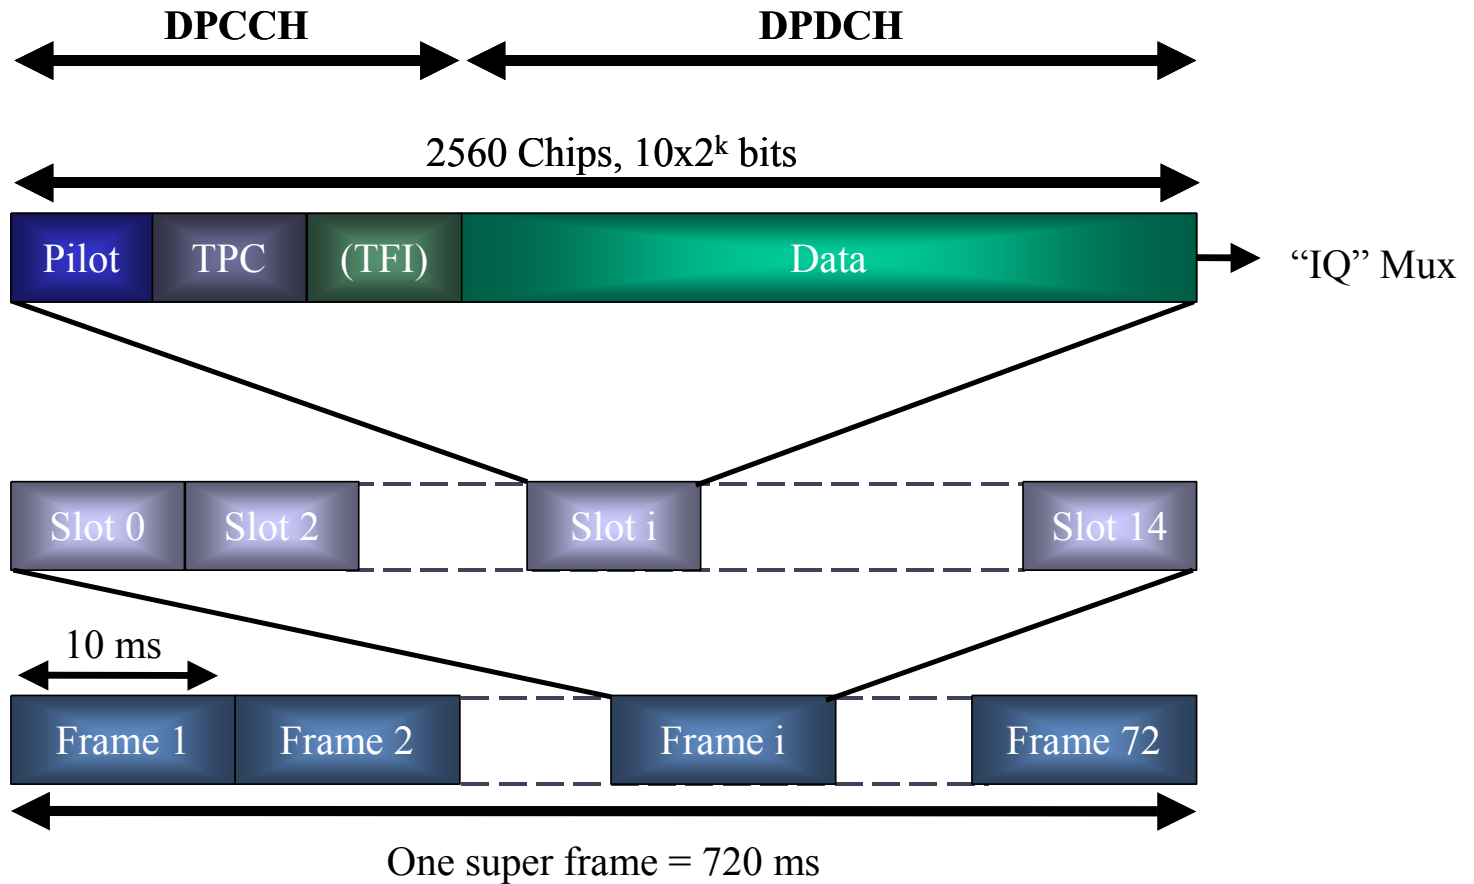 DPCCH DPDCH
2560 Chips, 10x2ᵏ bits
Pilot TPC (TFI) Data “IQ” Mux
Slot 0 Slot 2 Slot i Slot 14
10 ms
Frame 1 Frame 2 Frame i Frame 72
One super frame = 720 ms